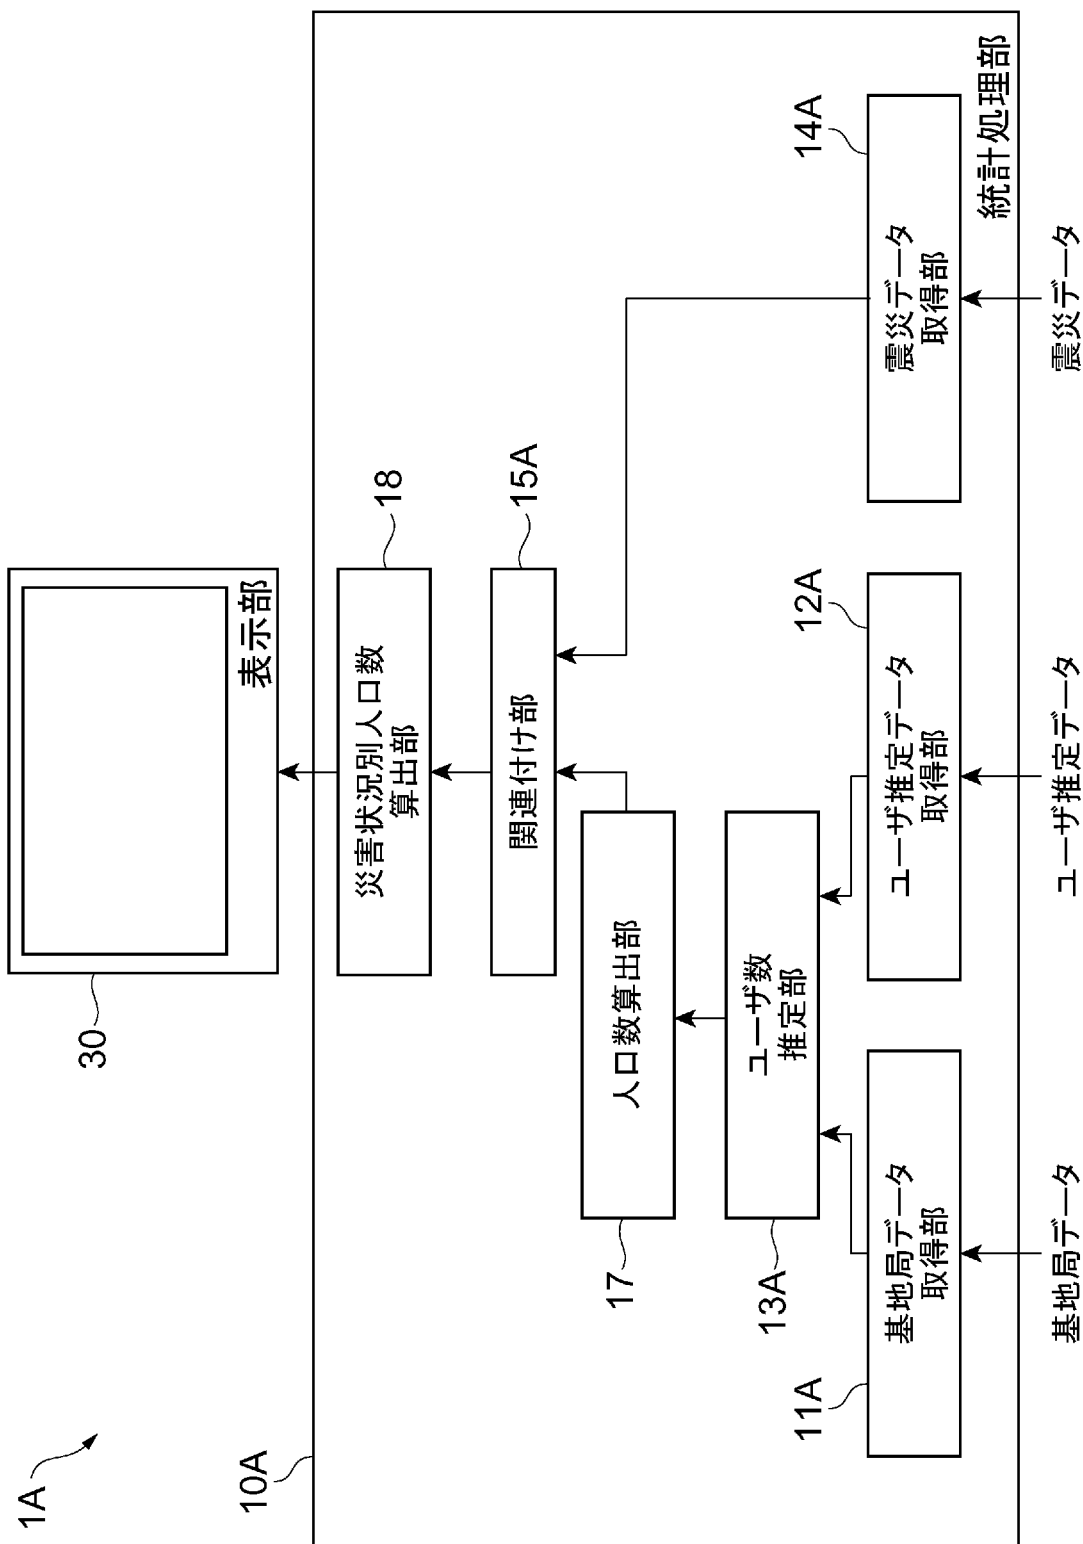 1A
30
表示部
10A
18
災害状況別人口数
算出部
15A
関連付け部
17
人口数算出部
13A
ユーザ数
推定部
11A
基地局データ
取得部
12A
ユーザ推定データ
取得部
14A
震災データ
取得部
統計処理部
基地局データ
ユーザ推定データ
震災データ